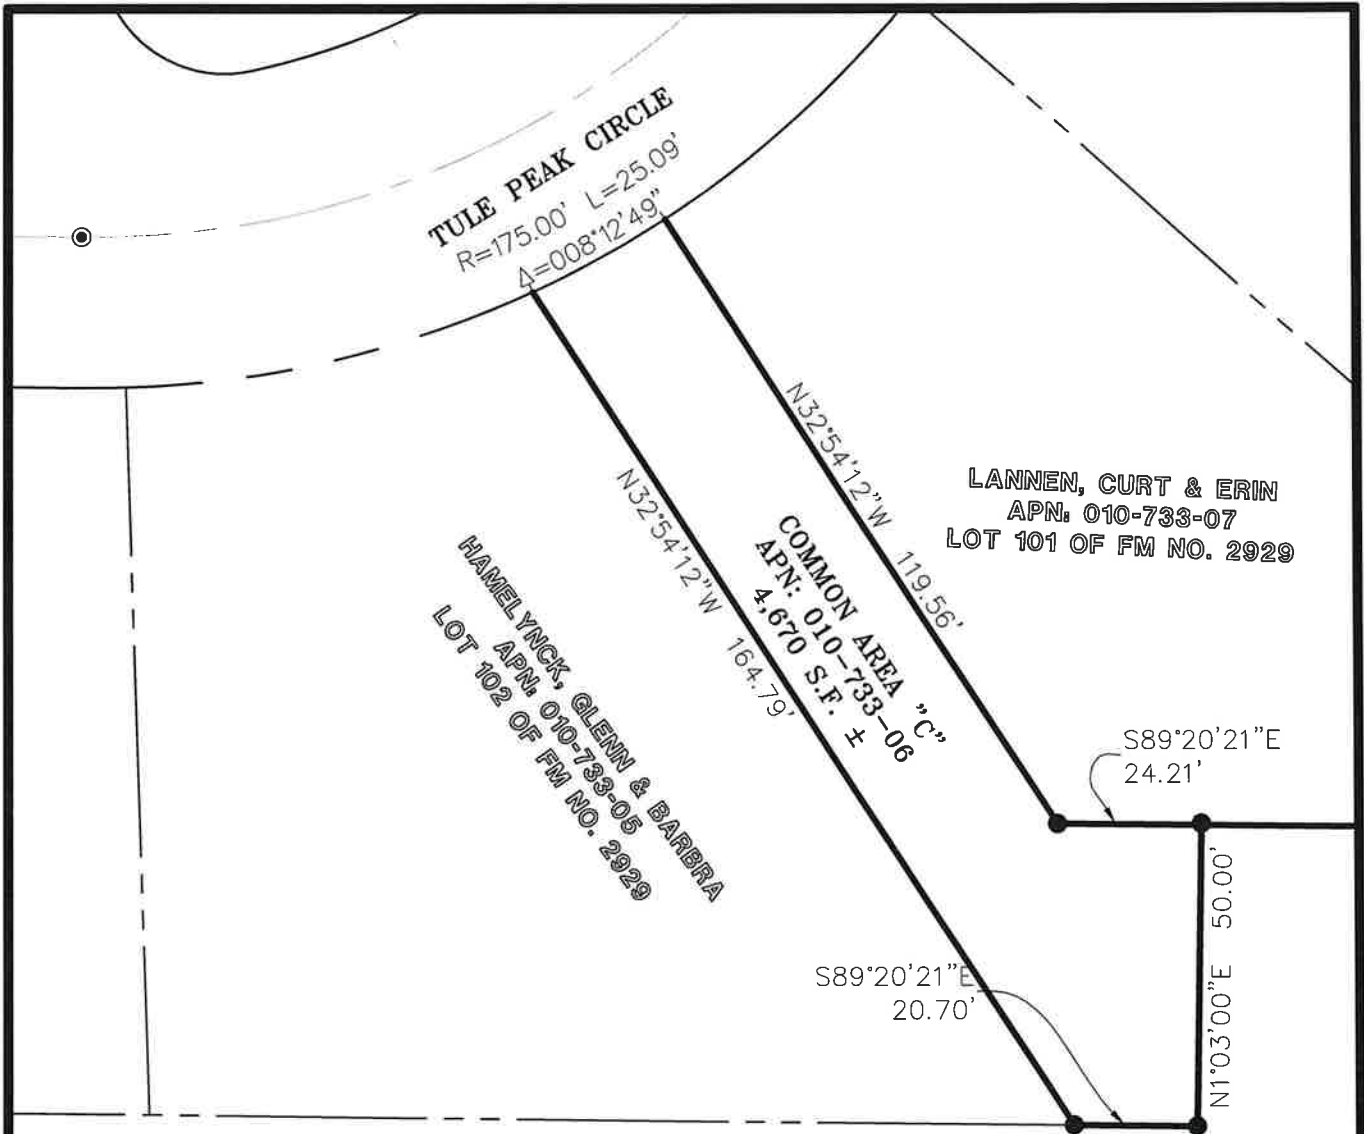 TULE PEAK CIRCLE
R=175.00' L=25.09'
Δ=008°12'49"
N32°54'12"W 119.56'
N32°54'12"W 164.79'
COMMON AREA "C"
APN: 010-733-06
4,670 S.F. ±
LANNEN, CURT & ERIN
APN: 010-733-07
LOT 101 OF FM NO. 2929
HAMELYNCK, GLENN & BARBRA
APN: 010-733-05
LOT 102 OF FM NO. 2929
S89°20'21"E
24.21'
S89°20'21"E
20.70'
N1°03'00"E 50.00'